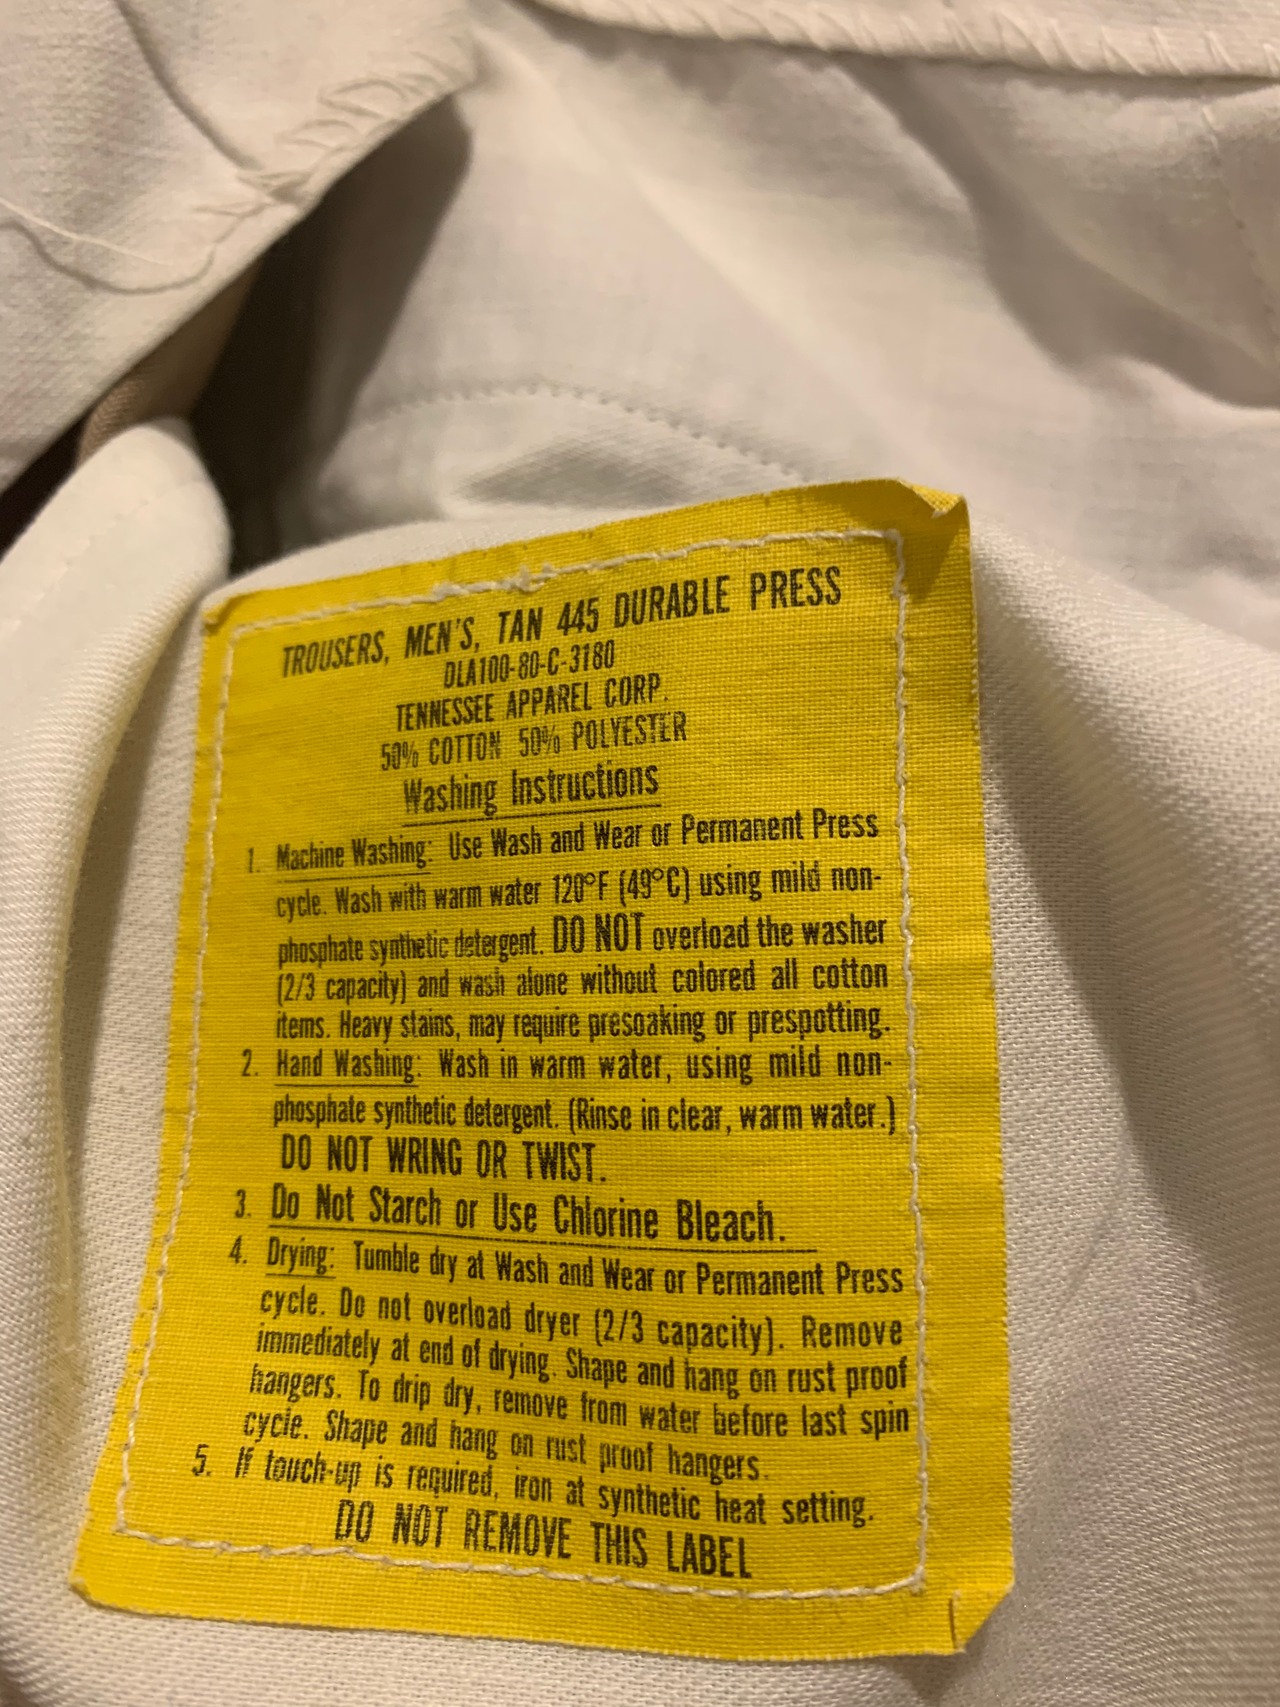 TROUSERS, MEN'S, TAN 445 DURABLE PRESS
DLA100-80-C-3180
TENNESSEE APPAREL CORP.
50% COTTON 50% POLYESTER
Washing Instructions
1. Machine Washing: Use Wash and Wear or Permanent Press
cycle. Wash with warm water 120°F (49°C) using mild non-
phosphate synthetic detergent. DO NOT overload the washer
(2/3 capacity) and wash alone without colored all cotton
items. Heavy stains, may require presoaking or prespotting.
2. Hand Washing: Wash in warm water, using mild non-
phosphate synthetic detergent. (Rinse in clear, warm water.)
DO NOT WRING OR TWIST.
3. Do Not Starch or Use Chlorine Bleach.
4. Drying: Tumble dry at Wash and Wear or Permanent Press
cycle. Do not overload dryer (2/3 capacity). Remove
immediately at end of drying. Shape and hang on rust proof
hangers. To drip dry, remove from water before last spin
cycle. Shape and hang on rust proof hangers.
5. If touch-up is required, iron at synthetic heat setting.
DO NOT REMOVE THIS LABEL